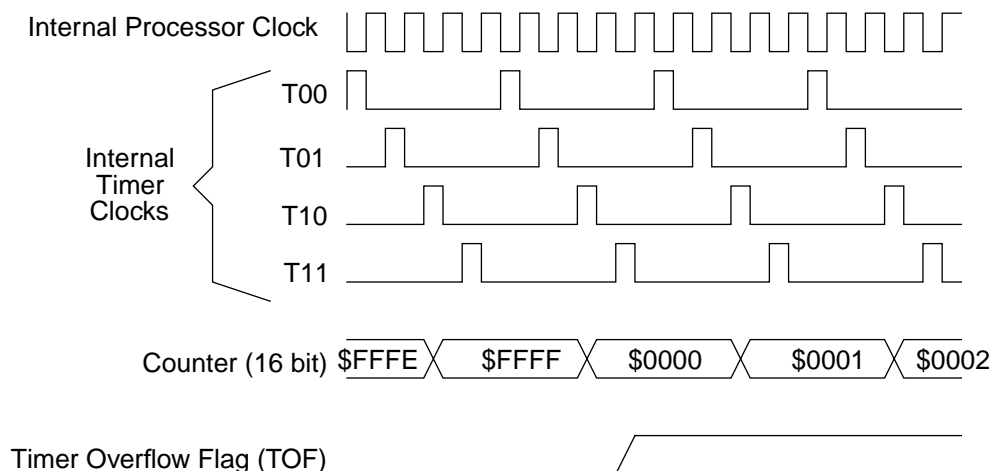 Internal Processor Clock
T00
T01
Internal
Timer
Clocks
T10
T11
Counter (16 bit) $FFFE $FFFF $0000 $0001 $0002
Timer Overflow Flag (TOF)